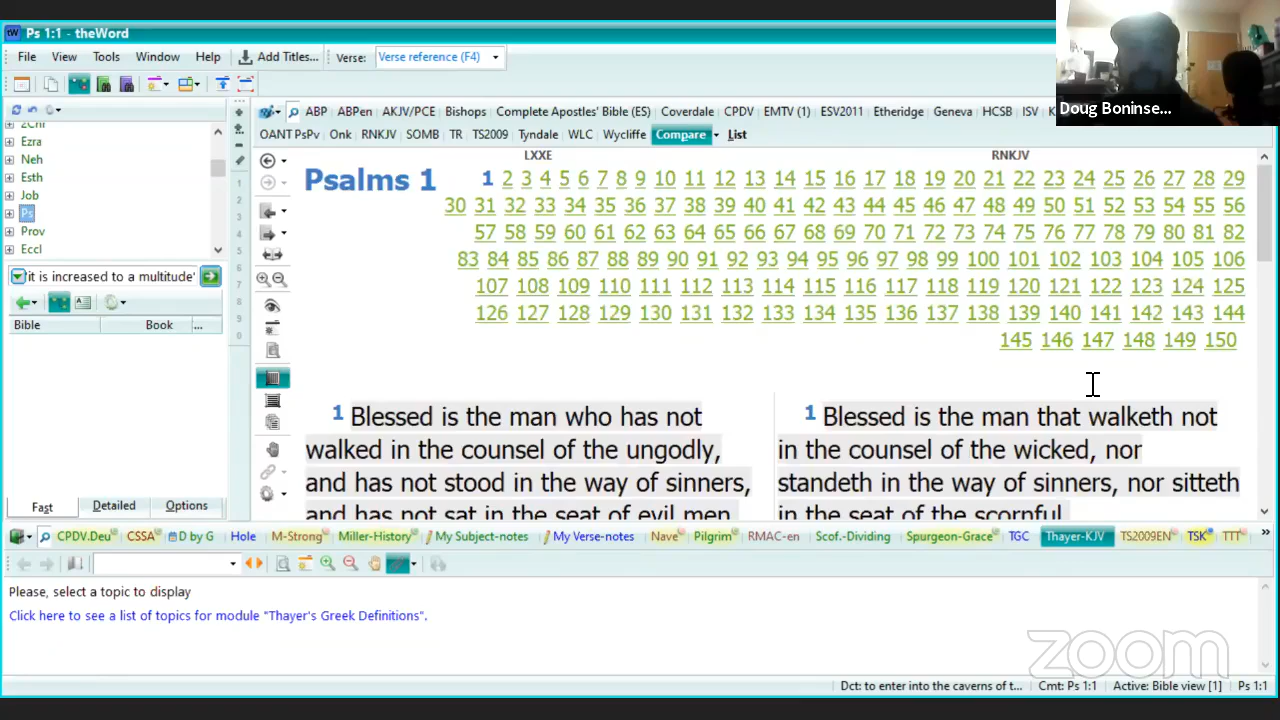 Ps 1:1 - theWord
File View Tools Window Help Add Titles... Verse: Verse reference (F4)
Doug Boninse...
2Chr
Ezra
Neh
Esth
Job
Ps
Prov
Eccl
it is increased to a multitude"
Bible Book ...
Fast Detailed Options
ABP ABPen AKJV/PCE Bishops Complete Apostles' Bible (ES) Coverdale CPDV EMTV (1) ESV2011 Etheridge Geneva HCSB ISV K
OANT PsPv Onk RNKJV SOMB TR TS2009 Tyndale WLC Wycliffe Compare List
LXXE RNKJV
Psalms 1 1 2 3 4 5 6 7 8 9 10 11 12 13 14 15 16 17 18 19 20 21 22 23 24 25 26 27 28 29
30 31 32 33 34 35 36 37 38 39 40 41 42 43 44 45 46 47 48 49 50 51 52 53 54 55 56
57 58 59 60 61 62 63 64 65 66 67 68 69 70 71 72 73 74 75 76 77 78 79 80 81 82
83 84 85 86 87 88 89 90 91 92 93 94 95 96 97 98 99 100 101 102 103 104 105 106
107 108 109 110 111 112 113 114 115 116 117 118 119 120 121 122 123 124 125
126 127 128 129 130 131 132 133 134 135 136 137 138 139 140 141 142 143 144
145 146 147 148 149 150
1 Blessed is the man who has not
walked in the counsel of the ungodly,
and has not stood in the way of sinners,
and has not sat in the seat of evil men.
1 Blessed is the man that walketh not
in the counsel of the wicked, nor
standeth in the way of sinners, nor sitteth
in the seat of the scornful.
CPDV.Deu CSSA D by G Hole M-Strong Miller-History My Subject-notes My Verse-notes Nave Pilgrim RMAC-en Scof.-Dividing Spurgeon-Grace TGC Thayer-KJV TS2009EN TSK TTT
Please, select a topic to display
Click here to see a list of topics for module "Thayer's Greek Definitions".
zoom
Dct: to enter into the caverns of t... Cmt: Ps 1:1 Active: Bible view [1] Ps 1:1